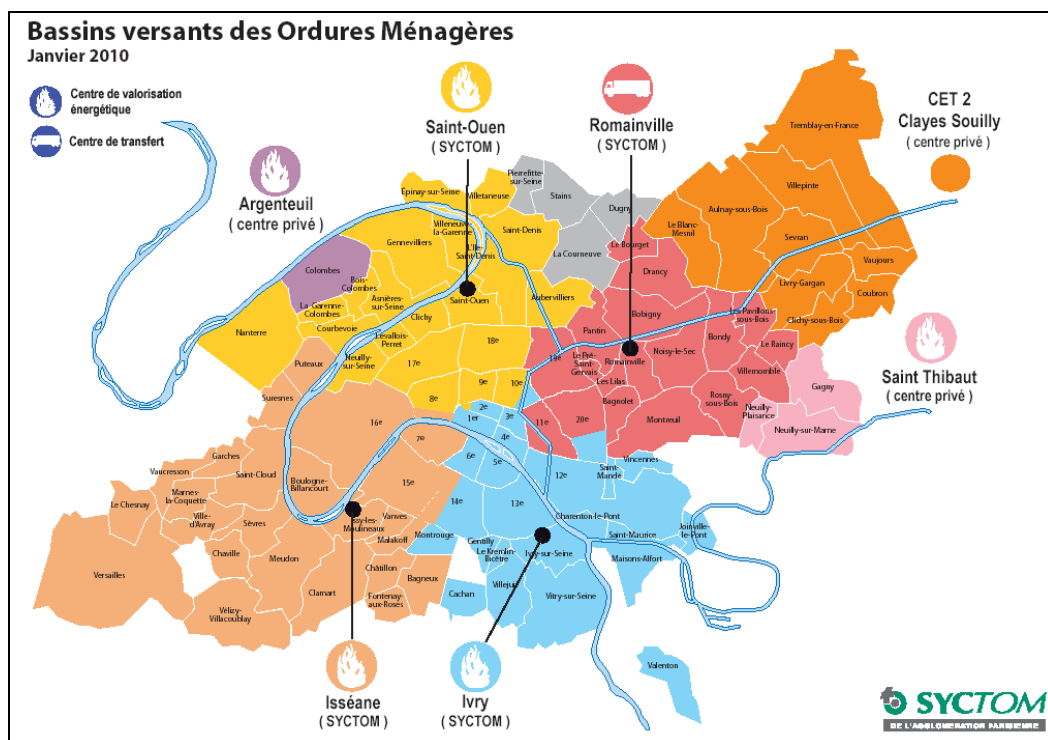 Bassins versants des Ordures Ménagères
Janvier 2010
Centre de valorisation
énergétique
Centre de transfert
Saint-Ouen
( SYCTOM )
Romainville
( SYCTOM )
CET 2
Clayes Souilly
( centre privé )
Argenteuil
( centre privé )
Saint Thibaut
( centre privé )
Isséane
( SYCTOM )
Ivry
( SYCTOM )
Tremblay-en-France
Villepinte
Aulnay-sous-Bois
Le Blanc-
Mesnil
Sevran
Vaujours
Livry-Gargan
Coubron
Clichy-sous-Bois
Pierrefitte-
sur-Seine
Stains
Dugny
La Courneuve
Épinay-sur-Seine
Villetaneuse
Villeneuve-
la-Garenne
Saint-Denis
L'Ile-
Saint-Denis
Gennevilliers
Colombes
Bois-
Colombes
La Garenne-
Colombes
Asnières-
sur-Seine
Saint-Ouen
Aubervilliers
Nanterre
Courbevoie
Clichy
Levallois-
Perret
Neuilly-
sur-Seine
17e
18e
8e
9e
10e
Le Bourget
Drancy
Bobigny
Pantin
Les Pavillons-
sous-Bois
19e
Le Pré-
Saint-
Gervais
Romainville
Noisy-le-Sec
Bondy
Le Raincy
Les Lilas
Villemomble
Bagnolet
Rosny-
sous-Bois
11e
20e
Montreuil
Gagny
Neuilly-
Plaisance
Neuilly-sur-Marne
Puteaux
Suresnes
16e
7e
15e
Garches
Vaucresson
Saint-Cloud
Boulogne-
Billancourt
Marnes-
la-Coquette
Le Chesnay
Ville-
d'Avray
Sèvres
Issy-les-
Moulineaux
Vanves
Malakoff
Chaville
Meudon
Châtillon
Versailles
Clamart
Bagneux
Fontenay-
aux-Roses
Vélizy-
Villacoublay
1er
2e
3e
4e
5e
6e
12e
13e
14e
Saint-
Mandé
Vincennes
Montrouge
Gentilly
Le Kremlin-
Bicêtre
Ivry-sur-Seine
Charenton-le-Pont
Saint-Maurice
Joinville-
le-Pont
Maisons-Alfort
Cachan
Villejuif
Vitry-sur-Seine
Valenton
SYCTOM
DE L'AGGLOMERATION PARISIENNE